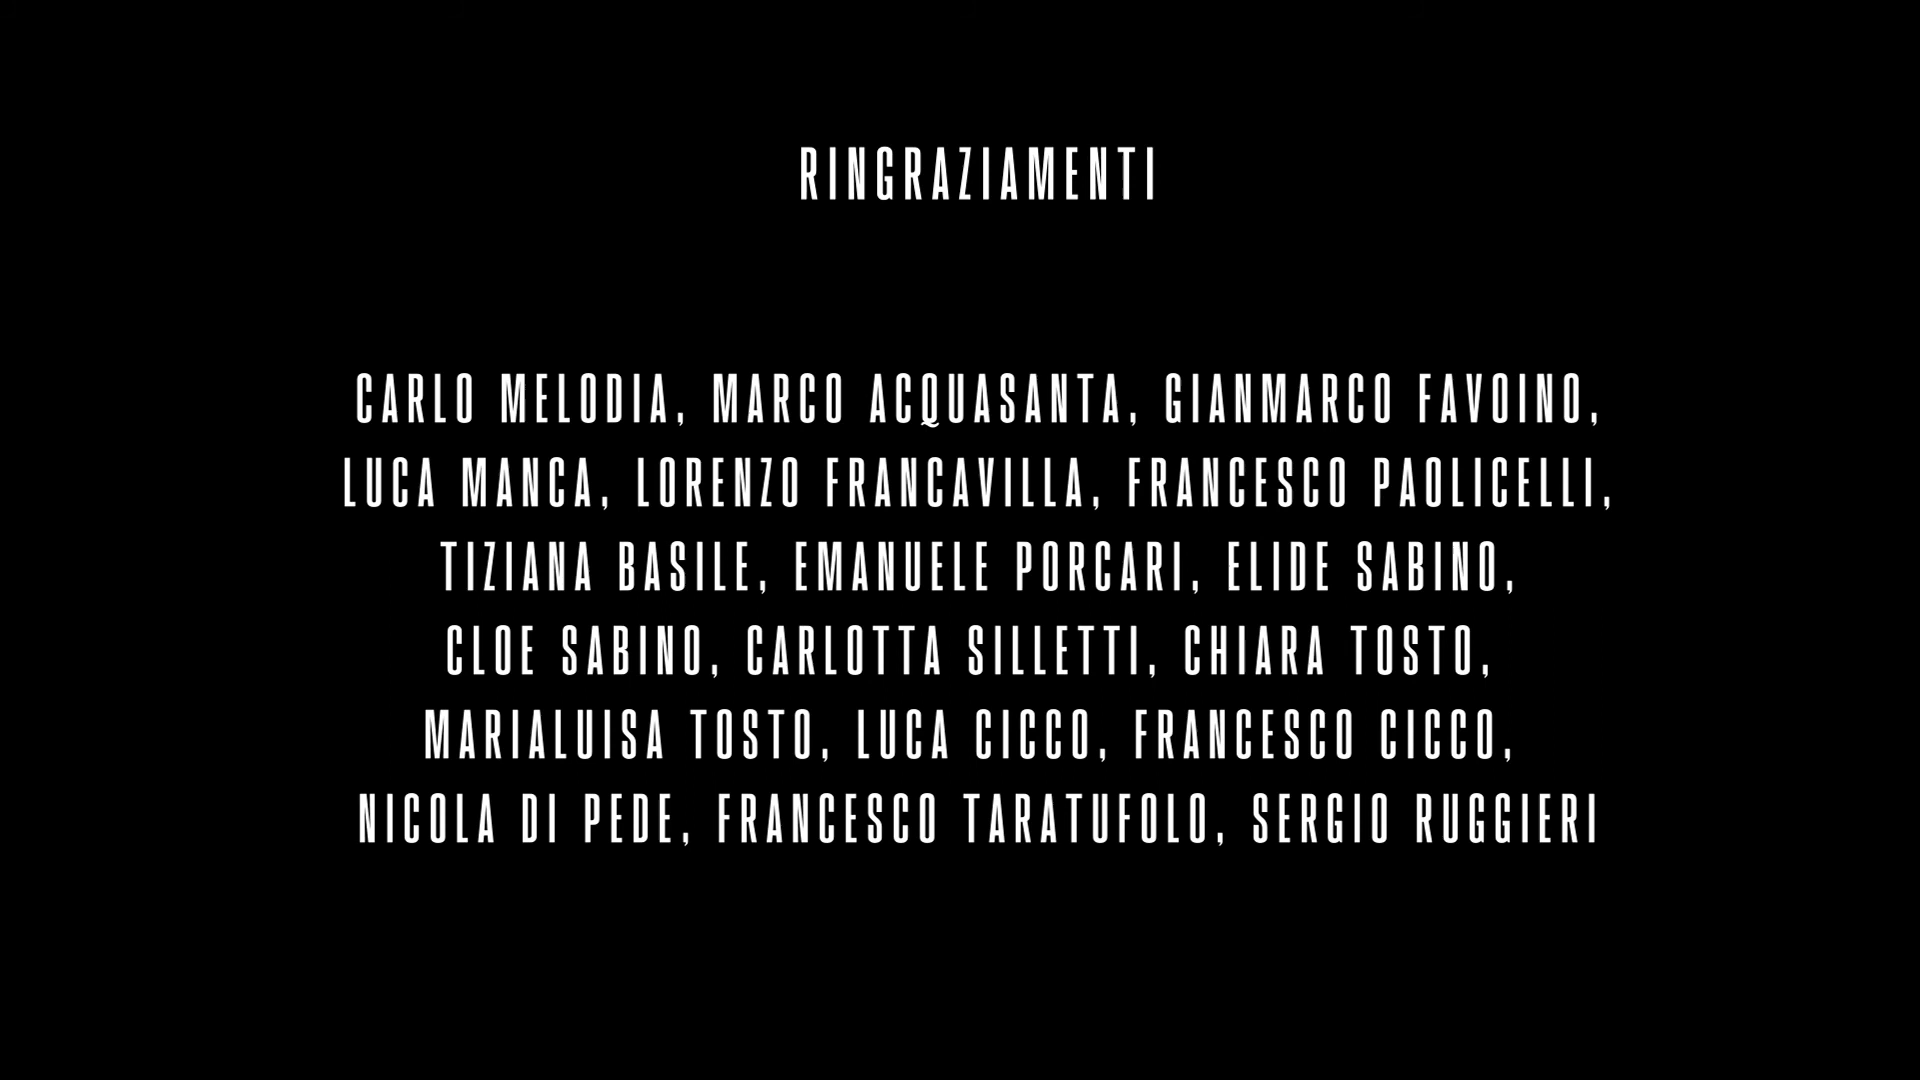 RINGRAZIAMENTI
CARLO MELODIA, MARCO ACQUASANTA, GIANMARCO FAVOINO,
LUCA MANCA, LORENZO FRANCAVILLA, FRANCESCO PAOLICELLI,
TIZIANA BASILE, EMANUELE PORCARI, ELIDE SABINO,
CLOE SABINO, CARLOTTA SILLETTI, CHIARA TOSTO,
MARIALUISA TOSTO, LUCA CICCO, FRANCESCO CICCO,
NICOLA DI PEDE, FRANCESCO TARATUFOLO, SERGIO RUGGIERI